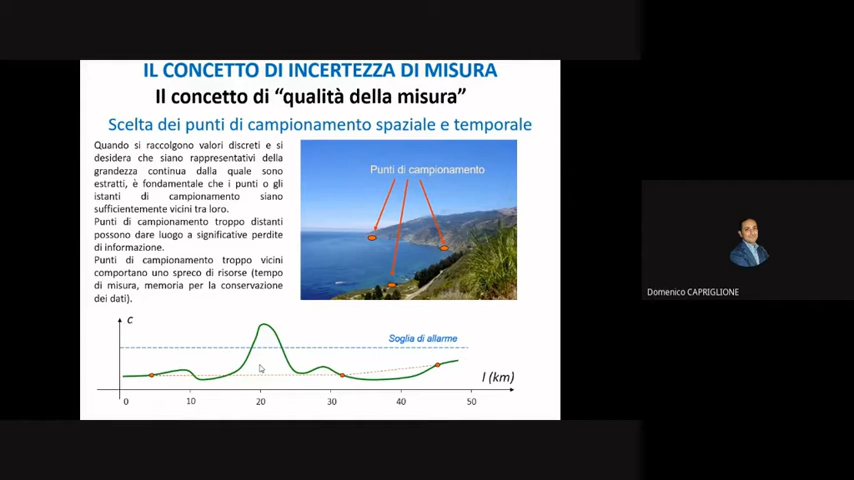 IL CONCETTO DI INCERTEZZA DI MISURA
Il concetto di “qualità della misura”
Scelta dei punti di campionamento spaziale e temporale
Quando si raccolgono valori discreti e si
desidera che siano rappresentativi della
grandezza continua dalla quale sono
estratti, è fondamentale che i punti o gli
istanti di campionamento siano
sufficientemente vicini tra loro.
Punti di campionamento troppo distanti
possono dare luogo a significative perdite
di informazione.
Punti di campionamento troppo vicini
comportano uno spreco di risorse (tempo
di misura, memoria per la conservazione
dei dati).
Punti di campionamento
Domenico CAPRIGLIONE
c
Soglia di allarme
l (km)
0 10 20 30 40 50